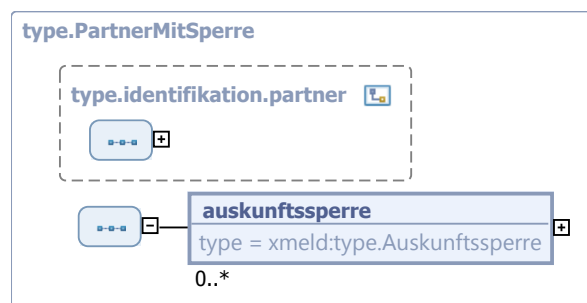 type.PartnerMitSperre
type.identifikation.partner
auskunftssperre
type = xmeld:type.Auskunftssperre
0..*